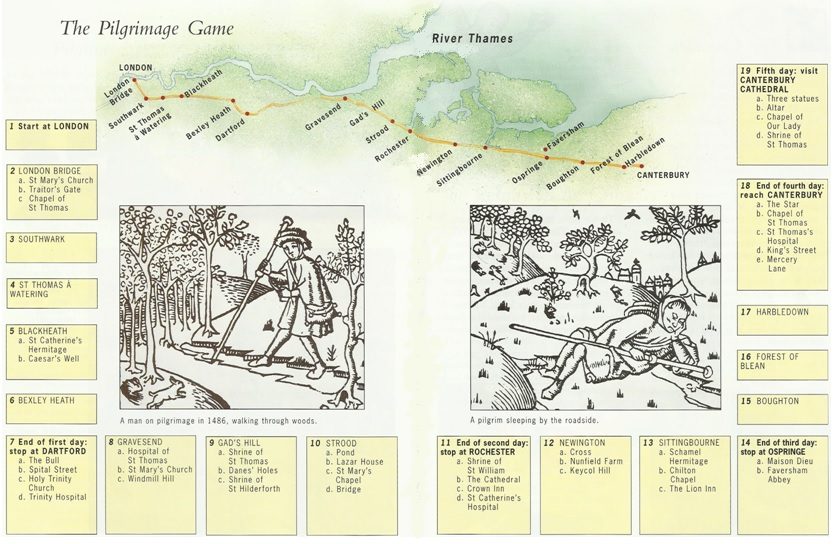 The Pilgrimage Game
River Thames
LONDON
London
Bridge
Southwark
St Thomas
à Watering
Blackheath
Bexley Heath
Dartford
Gravesend
Gad's Hill
Strood
Rochester
Newington
Sittingbourne
Faversham
Ospringe
Boughton
Forest of Blean
Harbledown
CANTERBURY
1 Start at LONDON
2 LONDON BRIDGE
a. St Mary's Church
b. Traitor's Gate
c Chapel of
St Thomas
3 SOUTHWARK
4 ST THOMAS À
WATERING
5 BLACKHEATH
a. St Catherine's
Hermitage
b. Caesar's Well
6 BEXLEY HEATH
7 End of first day:
stop at DARTFORD
a. The Bull
b. Spital Street
c. Holy Trinity
Church
d. Trinity Hospital
8 GRAVESEND
a. Hospital of
St Thomas
b. St Mary's Church
c. Windmill Hill
9 GAD'S HILL
a. Shrine of
St Thomas
b. Danes' Holes
c. Shrine of
St Hilderforth
10 STROOD
a. Pond
b. Lazar House
c. St Mary's
Chapel
d. Bridge
A man on pilgrimage in 1486, walking through woods.
A pilgrim sleeping by the roadside.
11 End of second day:
stop at ROCHESTER
a. Shrine of
St William
b. The Cathedral
c. Crown Inn
d. St Catherine's
Hospital
12 NEWINGTON
a. Cross
b. Nunfield Farm
c. Keycol Hill
13 SITTINGBOURNE
a. Schamel
Hermitage
b. Chilton
Chapel
c. The Lion Inn
14 End of third day:
stop at OSPRINGE
a. Maison Dieu
b. Faversham
Abbey
15 BOUGHTON
16 FOREST OF
BLEAN
17 HARBLEDOWN
18 End of fourth day:
reach CANTERBURY
a. The Star
b. Chapel of
St Thomas
c. St Thomas's
Hospital
d. King's Street
e. Mercery
Lane
19 Fifth day: visit
CANTERBURY
CATHEDRAL
a. Three statues
b. Altar
c. Chapel of
Our Lady
d. Shrine of
St Thomas